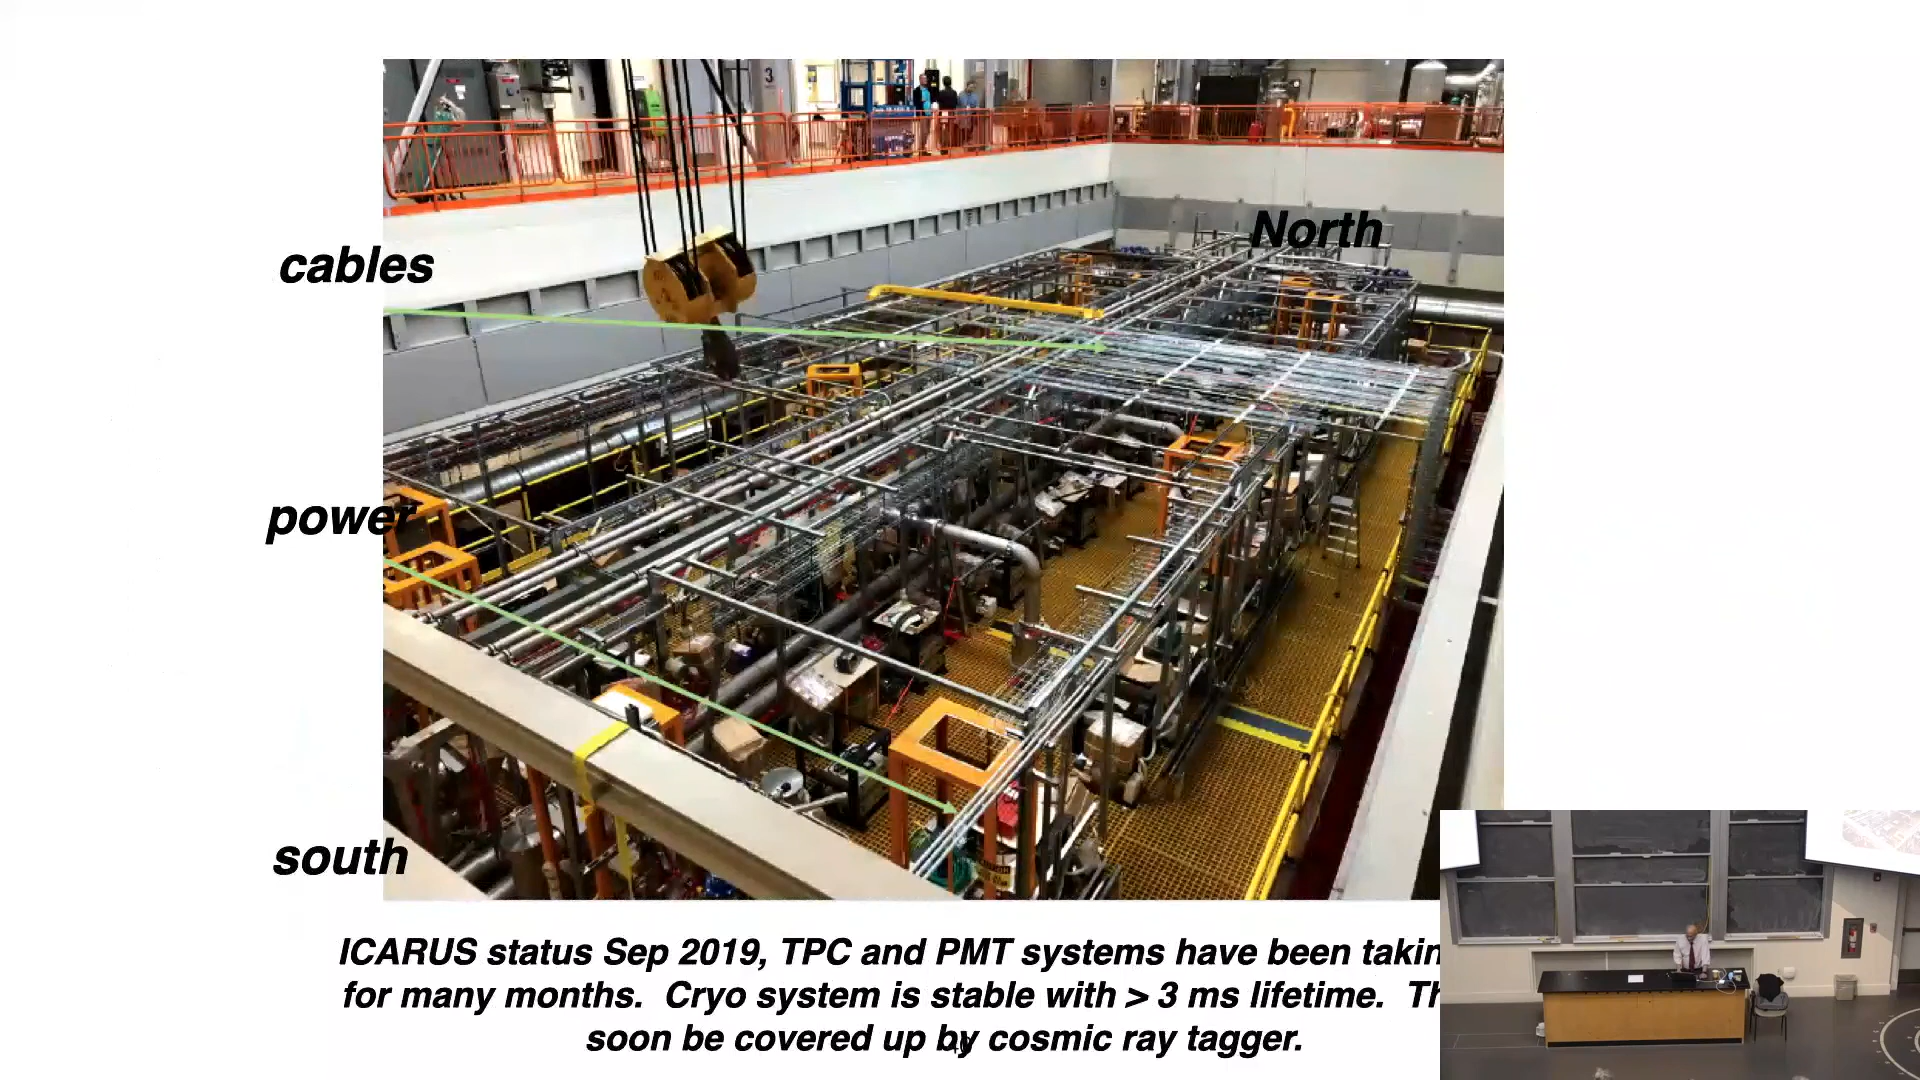 3
North
cables
power
south
ICARUS status Sep 2019, TPC and PMT systems have been takin
for many months. Cryo system is stable with > 3 ms lifetime. Th
soon be covered up by cosmic ray tagger.